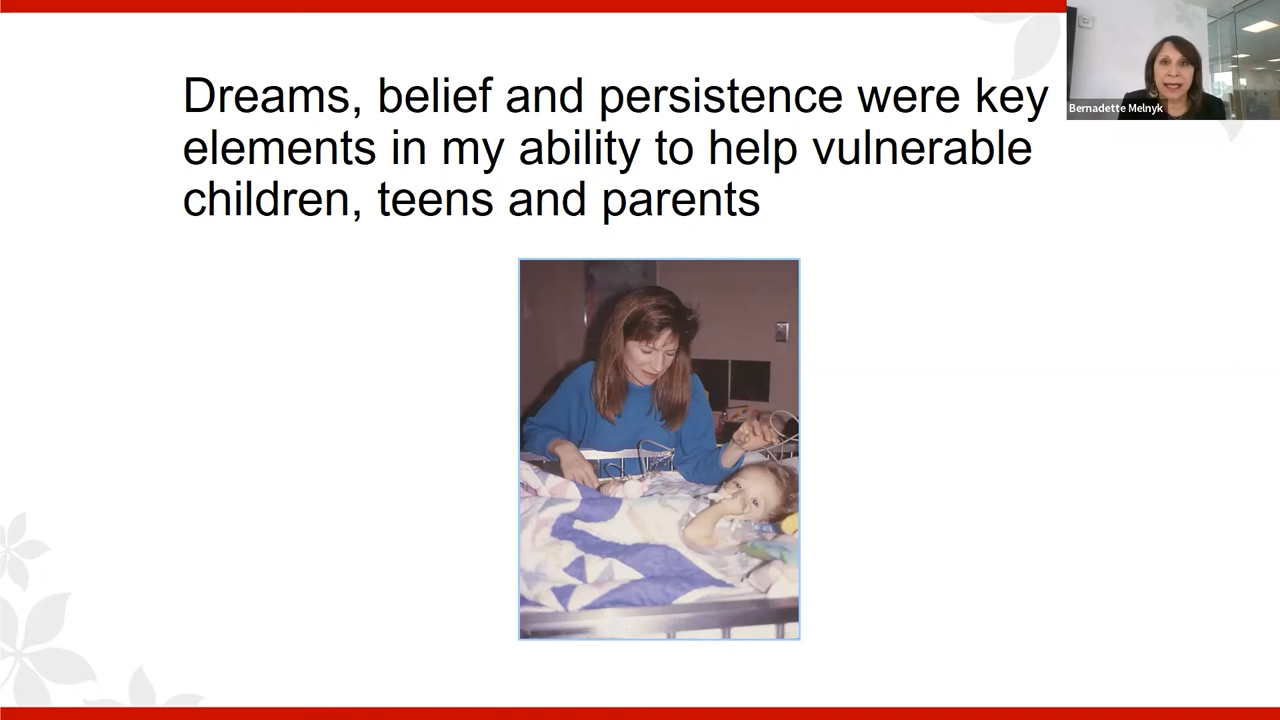 Dreams, belief and persistence were key
elements in my ability to help vulnerable
children, teens and parents
Bernadette Melnyk